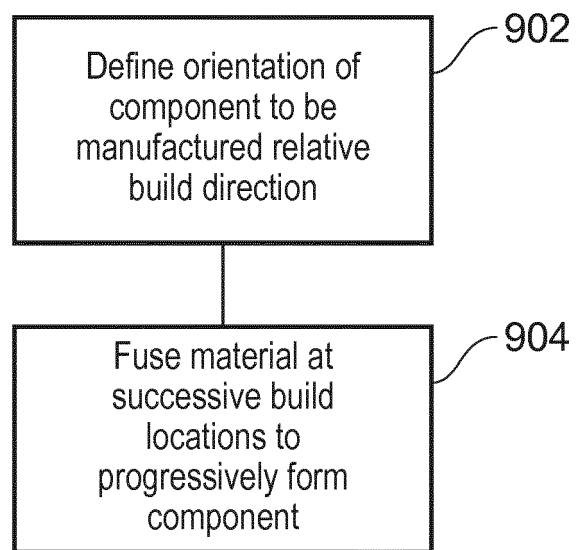 Define orientation of
component to be
manufactured relative
build direction
902
Fuse material at
successive build
locations to
progressively form
component
904